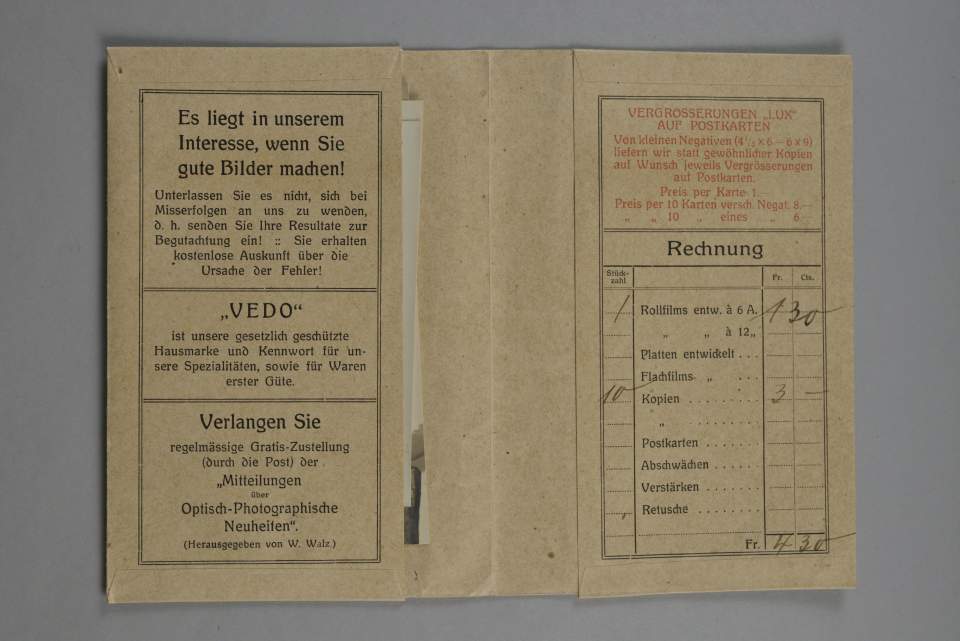 Es liegt in unserem
Interesse, wenn Sie
gute Bilder machen!
Unterlassen Sie es nicht, sich bei
Misserfolgen an uns zu wenden,
d. h. senden Sie Ihre Resultate zur
Begutachtung ein! :: Sie erhalten
kostenlose Auskunft über die
Ursache der Fehler!
„VEDO“
ist unsere gesetzlich geschützte
Hausmarke und Kennwort für un-
sere Spezialitäten, sowie für Waren
erster Güte.
Verlangen Sie
regelmässige Gratis-Zustellung
(durch die Post) der
„Mitteilungen
über
Optisch-Photographische
Neuheiten“.
(Herausgegeben von W. Walz.)
VERGRÖSSERUNGEN „LUX“
AUF POSTKARTEN
Von kleinen Negativen (4½ × 6 – 6 × 9)
liefern wir statt gewöhnlicher Kopien
auf Wunsch jeweils Vergrösserungen
auf Postkarten.
Preis per Karte 1.
Preis per 10 Karten versch. Negat. 8.—
„ „ 10 „ eines „ 6.
Rechnung
Stück-
zahl Fr. Cts.
1 Rollfilms entw. à 6 A. 1 30
„ „ à 12 „
Platten entwickelt . . .
Flachfilms „ . . .
10 Kopien . . . . . . . . 3 —
„ . . . . . . .
Postkarten . . . . . .
Abschwächen . . . . . .
Verstärken . . . . . .
Retusche . . . . . . .
Fr. 4 30